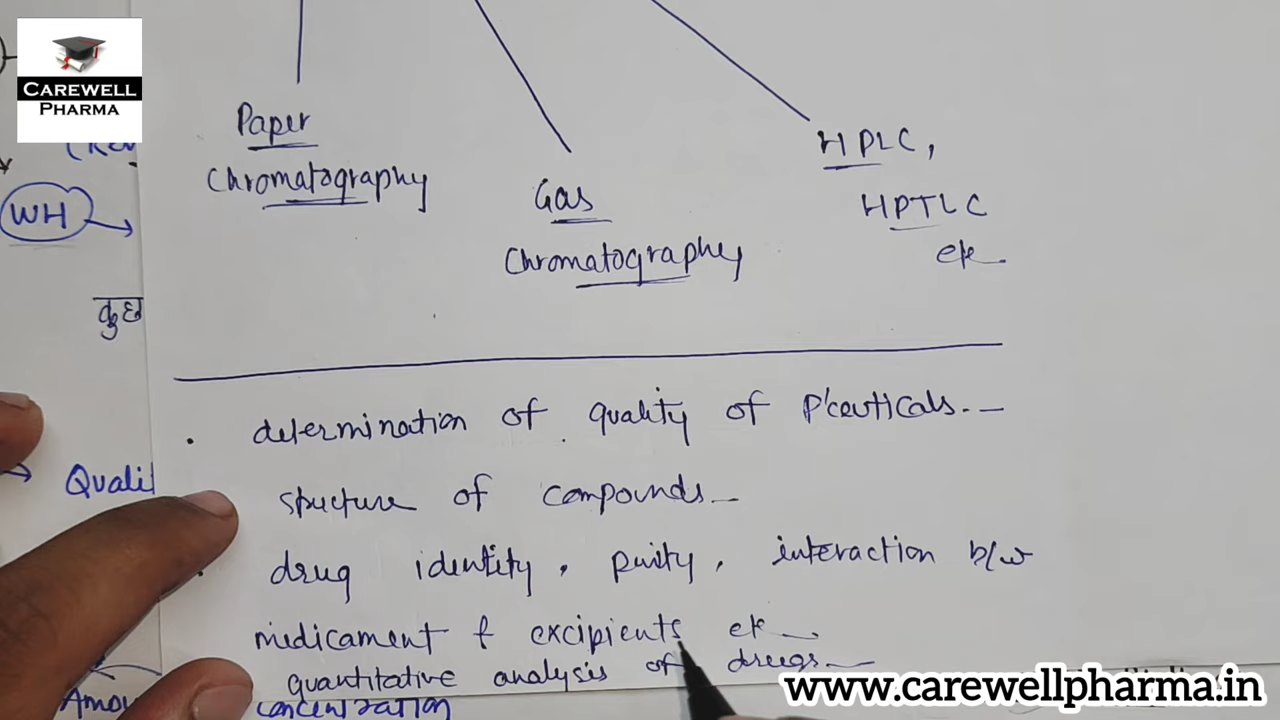 CAREWELL
PHARMA
Paper
Chromatography
Gas
Chromatography
HPLC,
HPTLC
etc
WH
कुछ
Quali
determination of quality of P'ceuticals.
structure of compounds
drug identity, purity, interaction b/w
medicament & excipients etc
quantitative analysis of drugs
concentration
Amou
www.carewellpharma.in